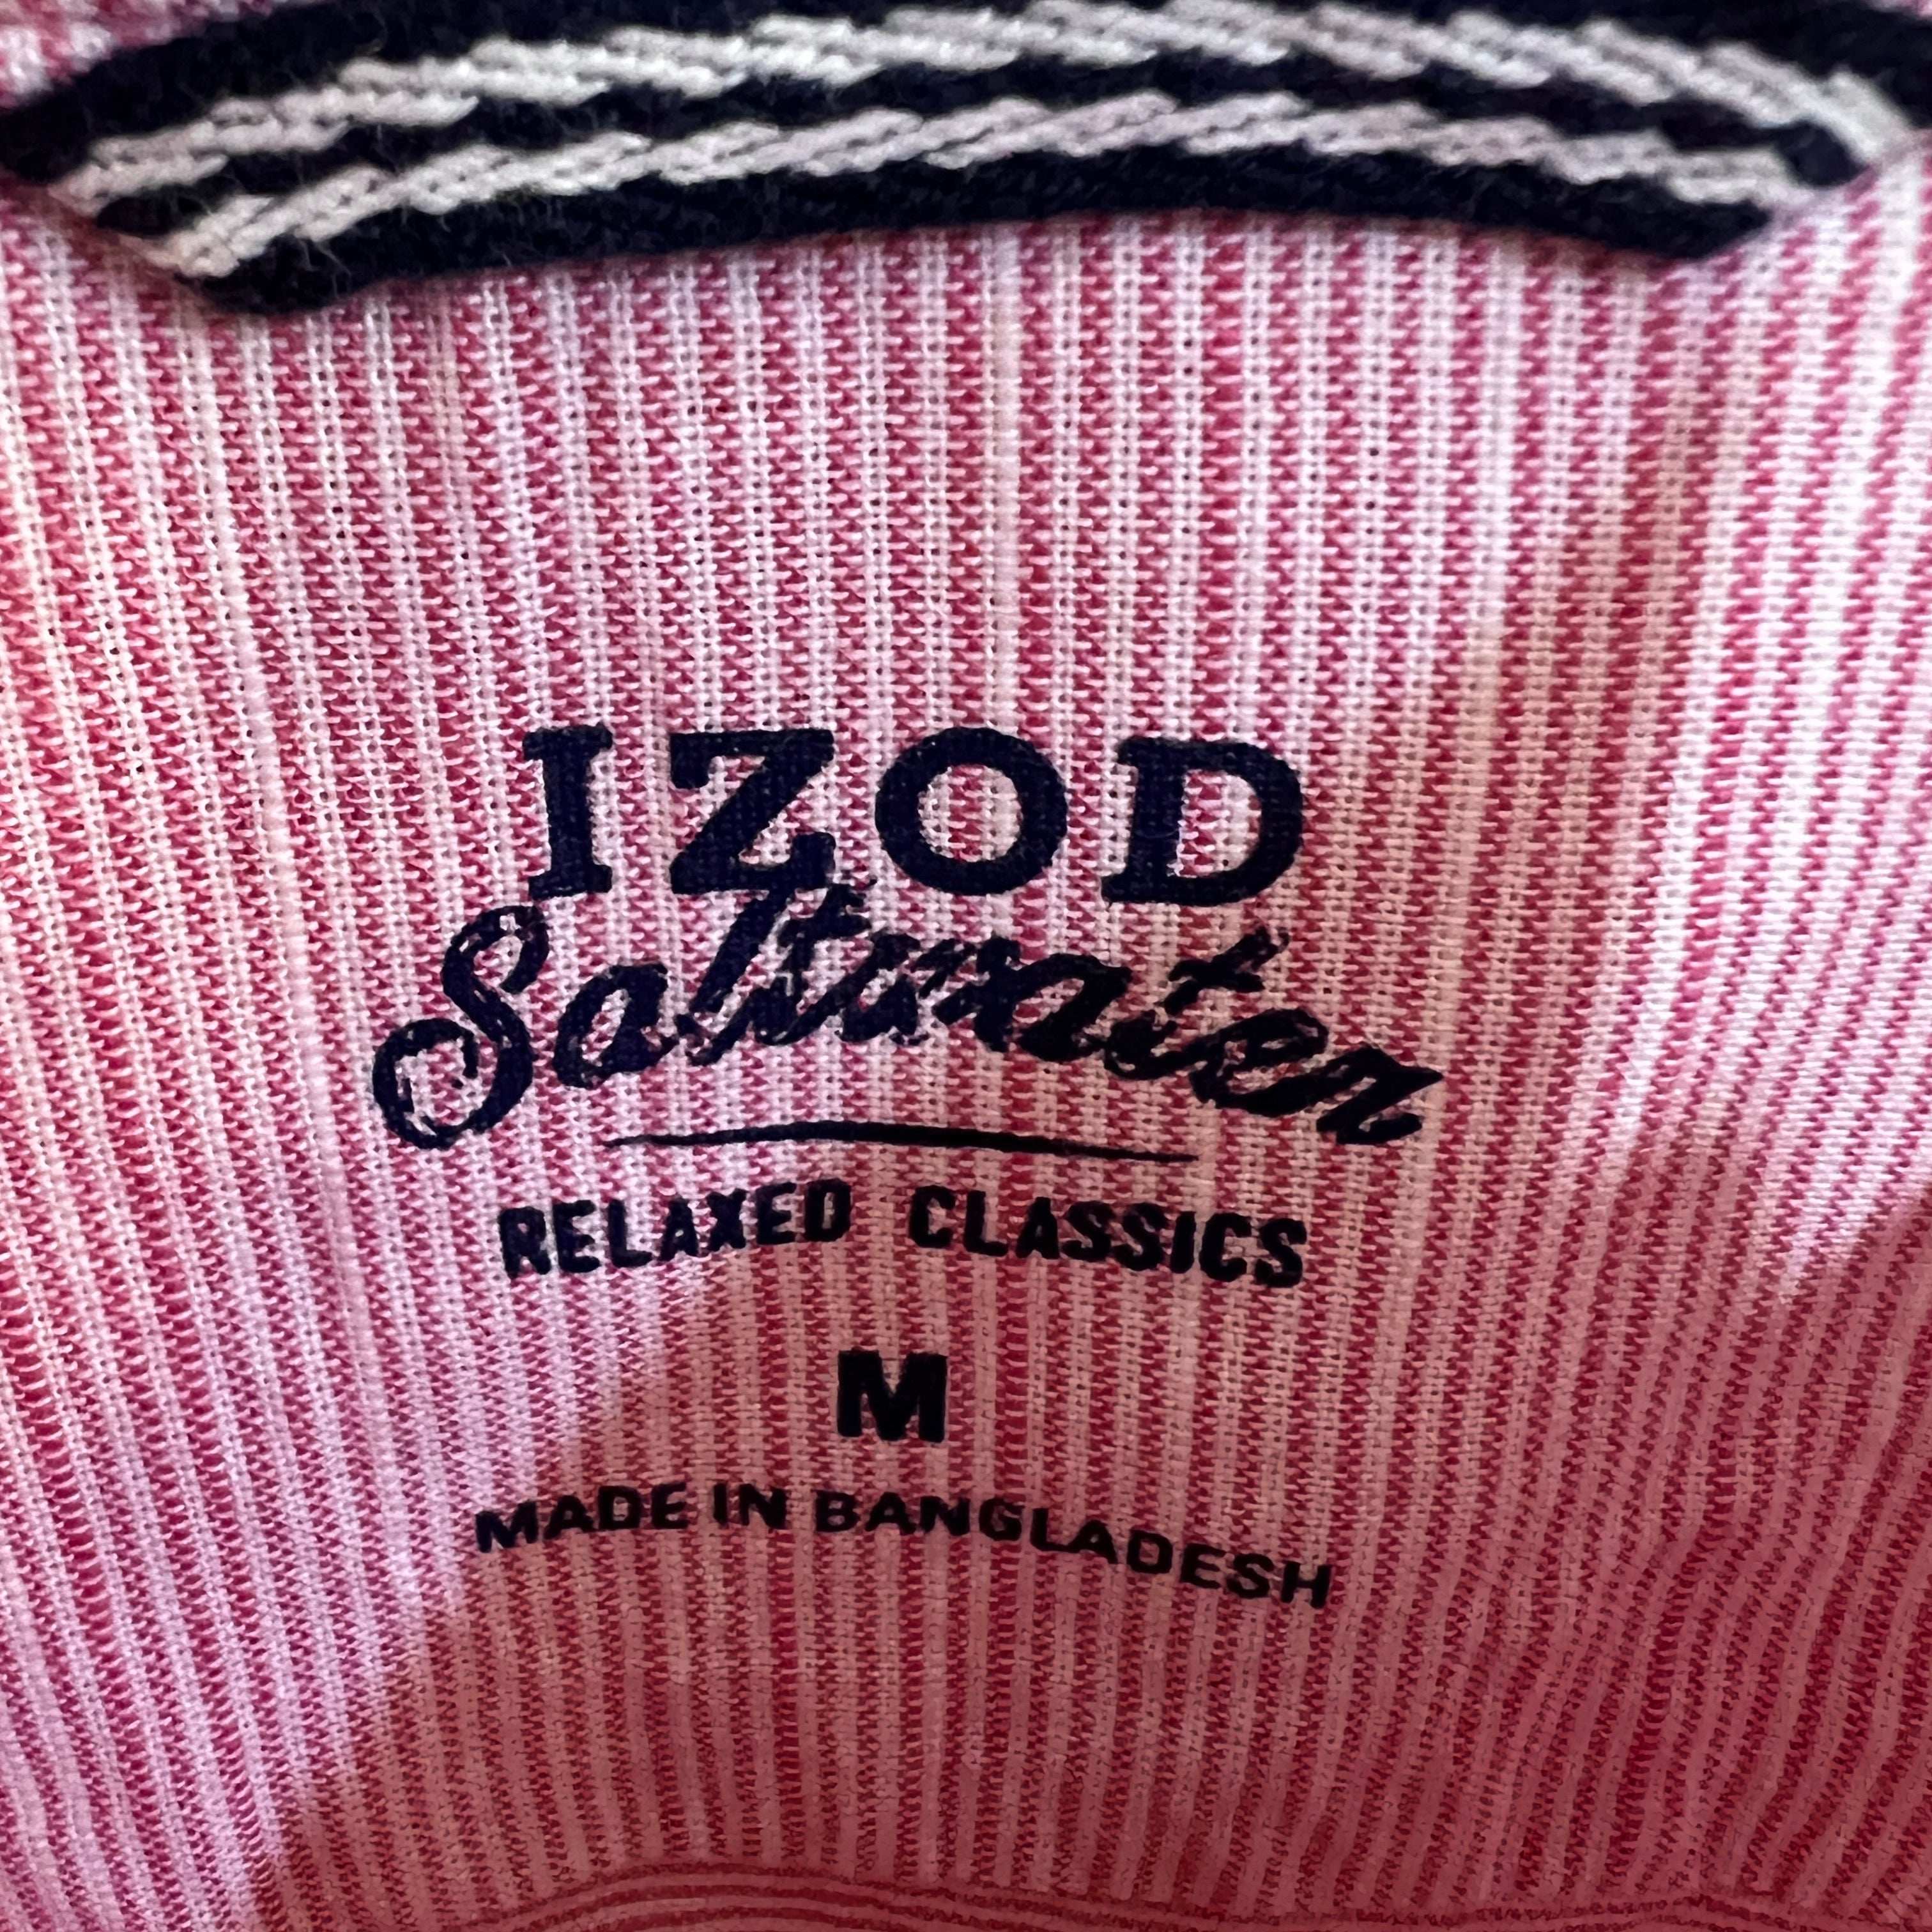 IZOD
Saltwater
RELAXED CLASSICS
M
MADE IN BANGLADESH